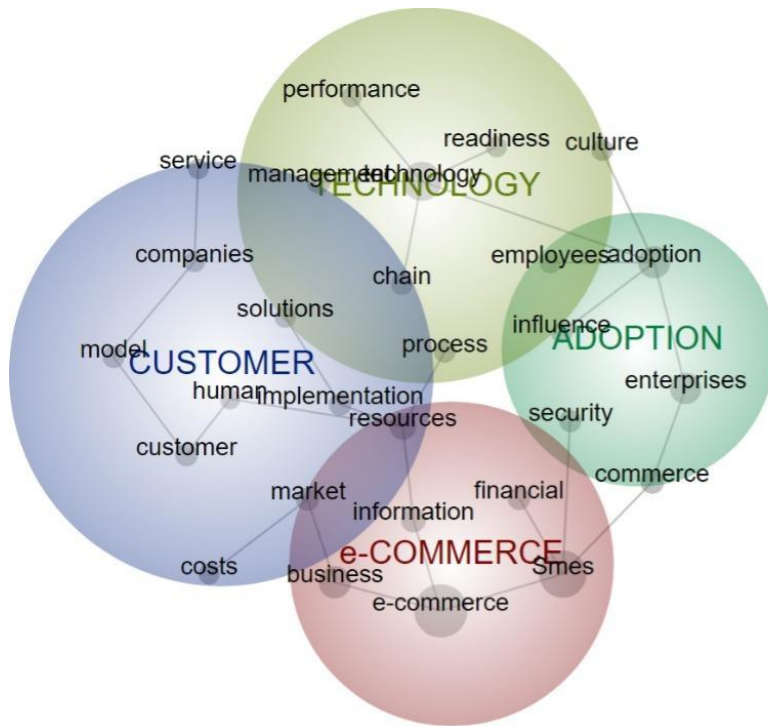 performance
readiness
culture
service
management
technology
TECHNOLOGY
companies
employees
adoption
chain
solutions
influence
ADOPTION
model
CUSTOMER
process
enterprises
human
implementation
resources
security
customer
commerce
market
financial
information
e-COMMERCE
costs
business
Smes
e-commerce